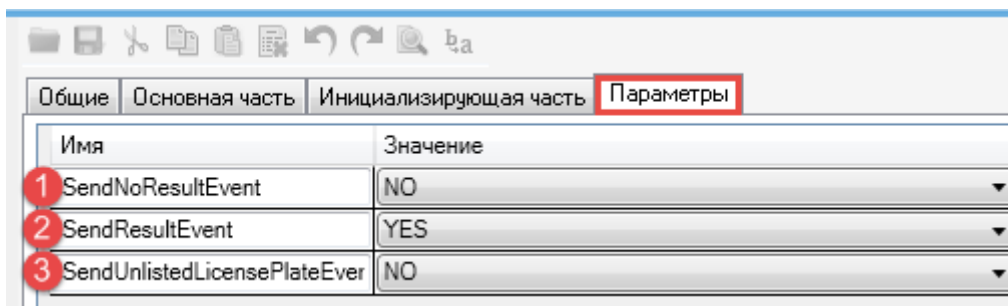 Общие Основная часть Инициализирующая часть Параметры
Имя Значение
1 SendNoResultEvent NO
2 SendResultEvent YES
3 SendUnlistedLicensePlateEver NO